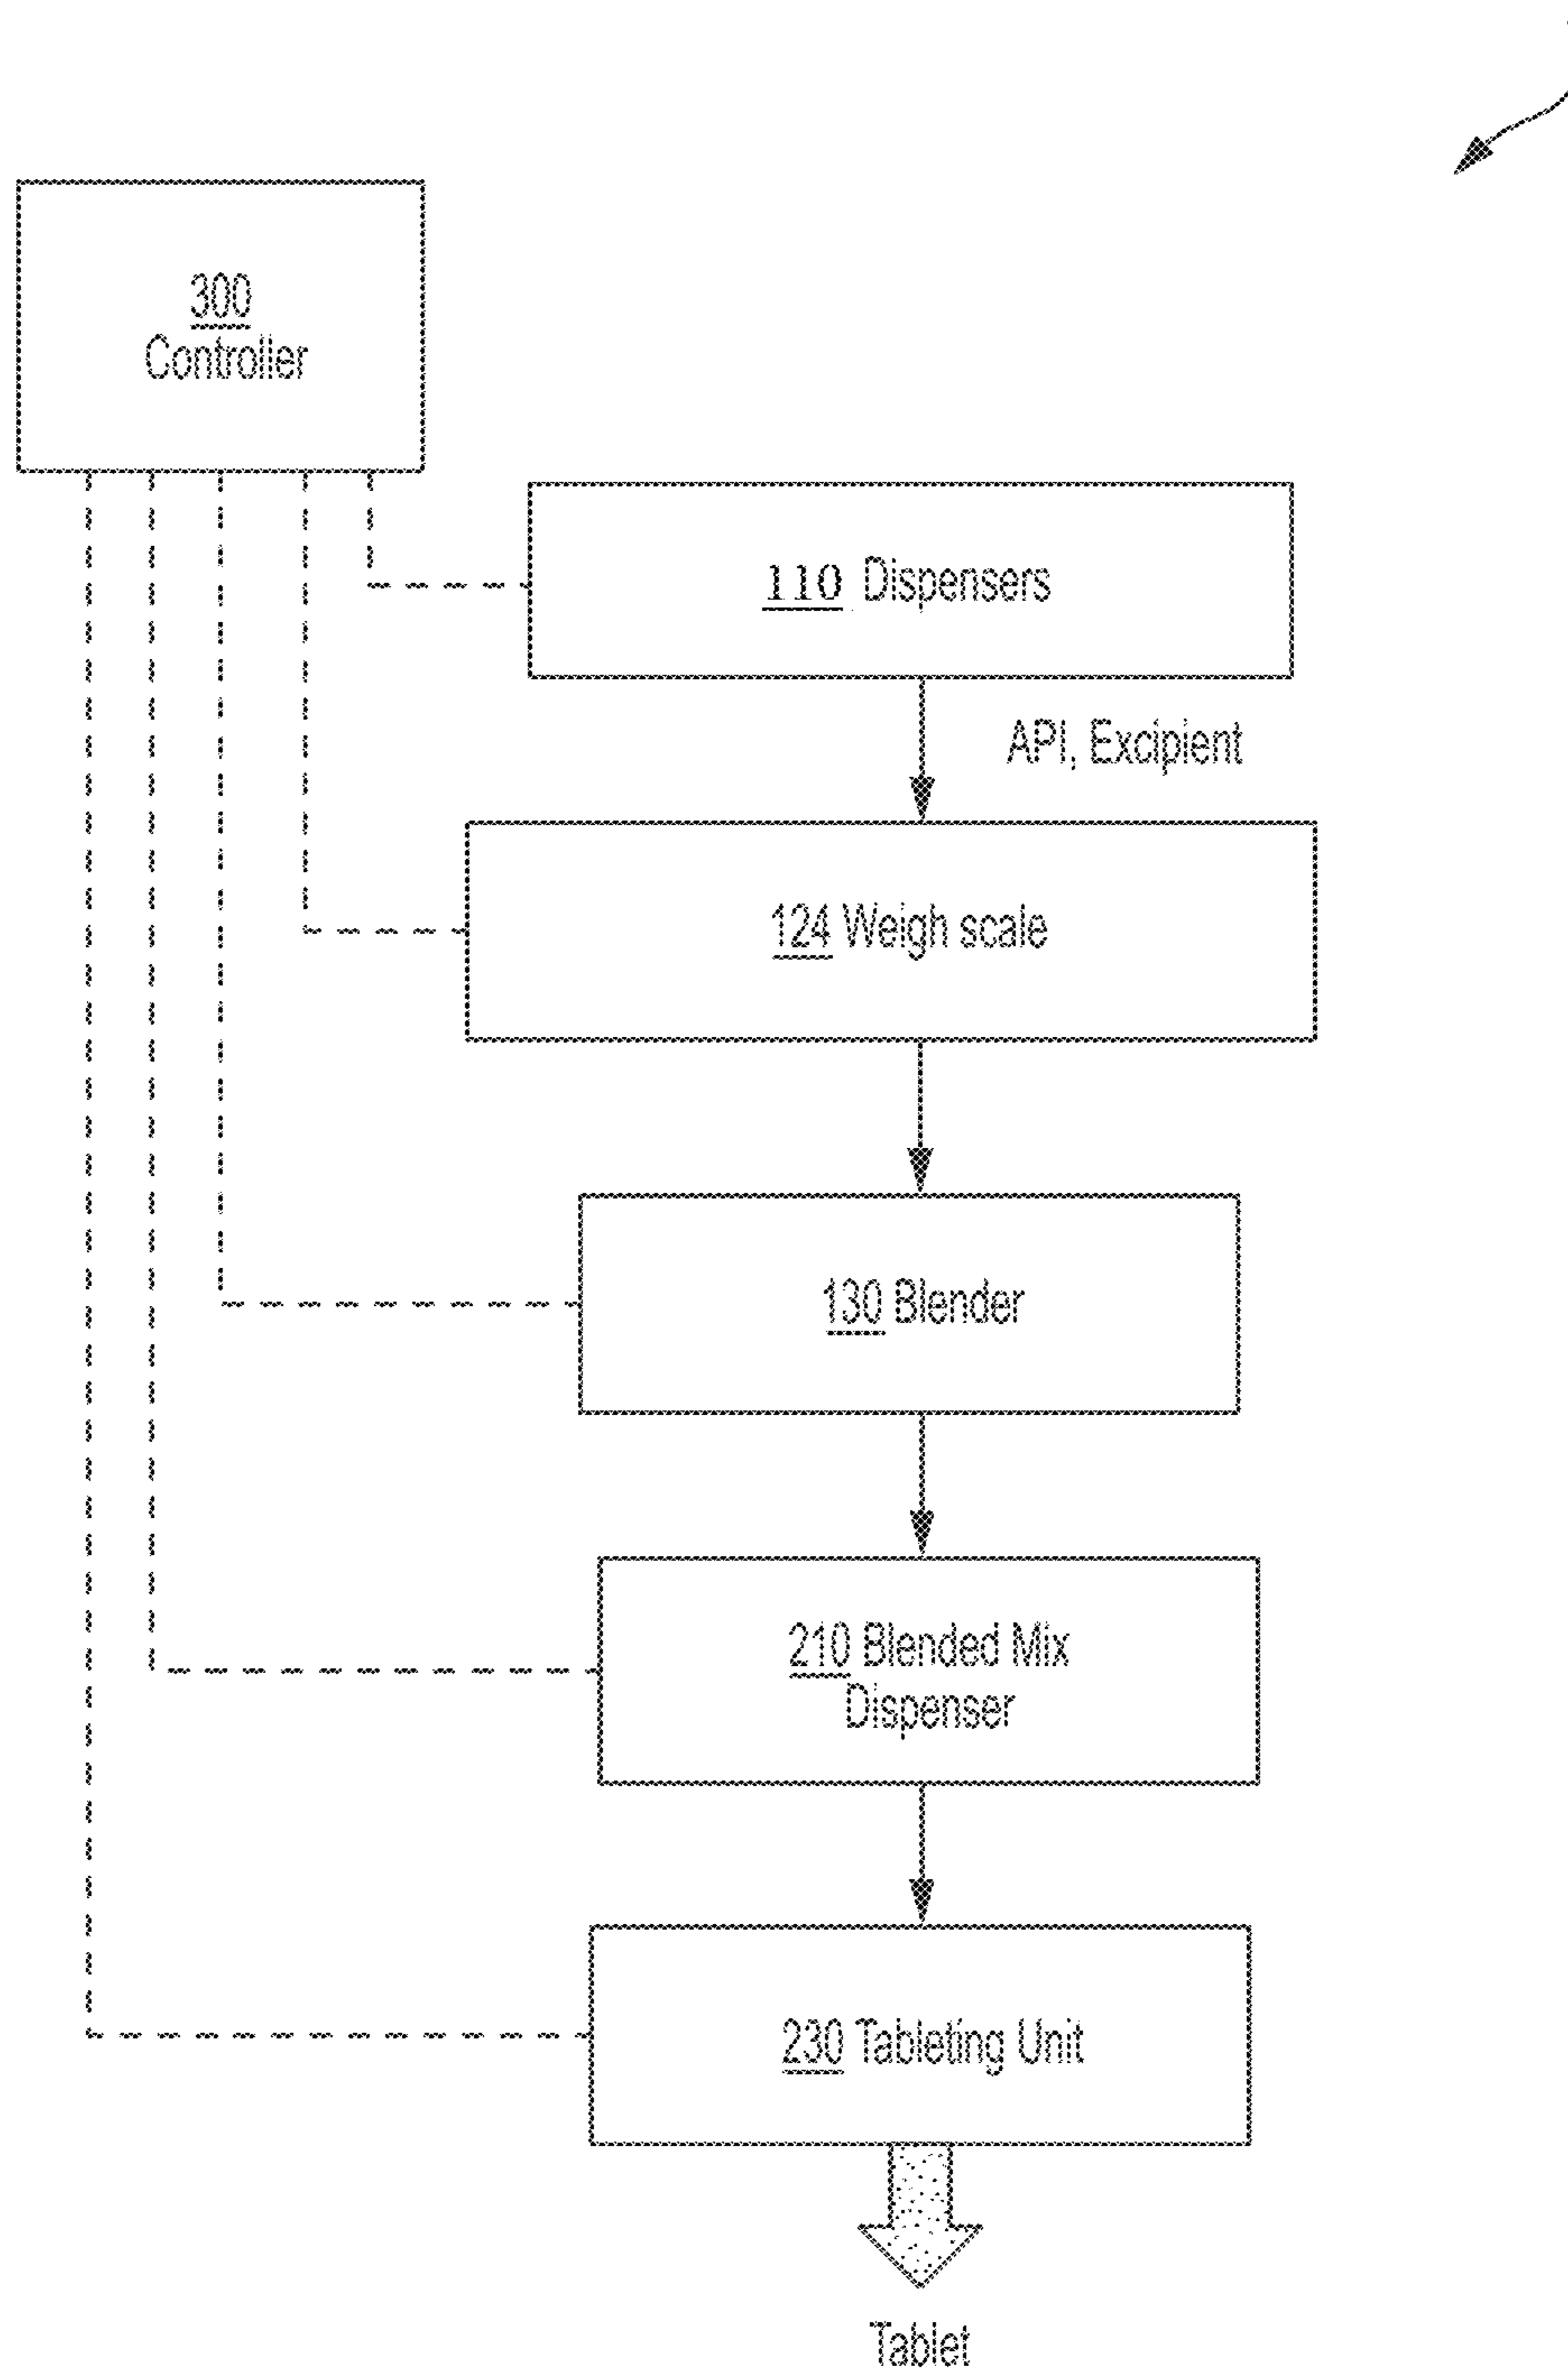 300
Controller
110 Dispensers
API, Excipient
124 Weigh scale
130 Blender
210 Blended Mix
Dispenser
230 Tableting Unit
Tablet